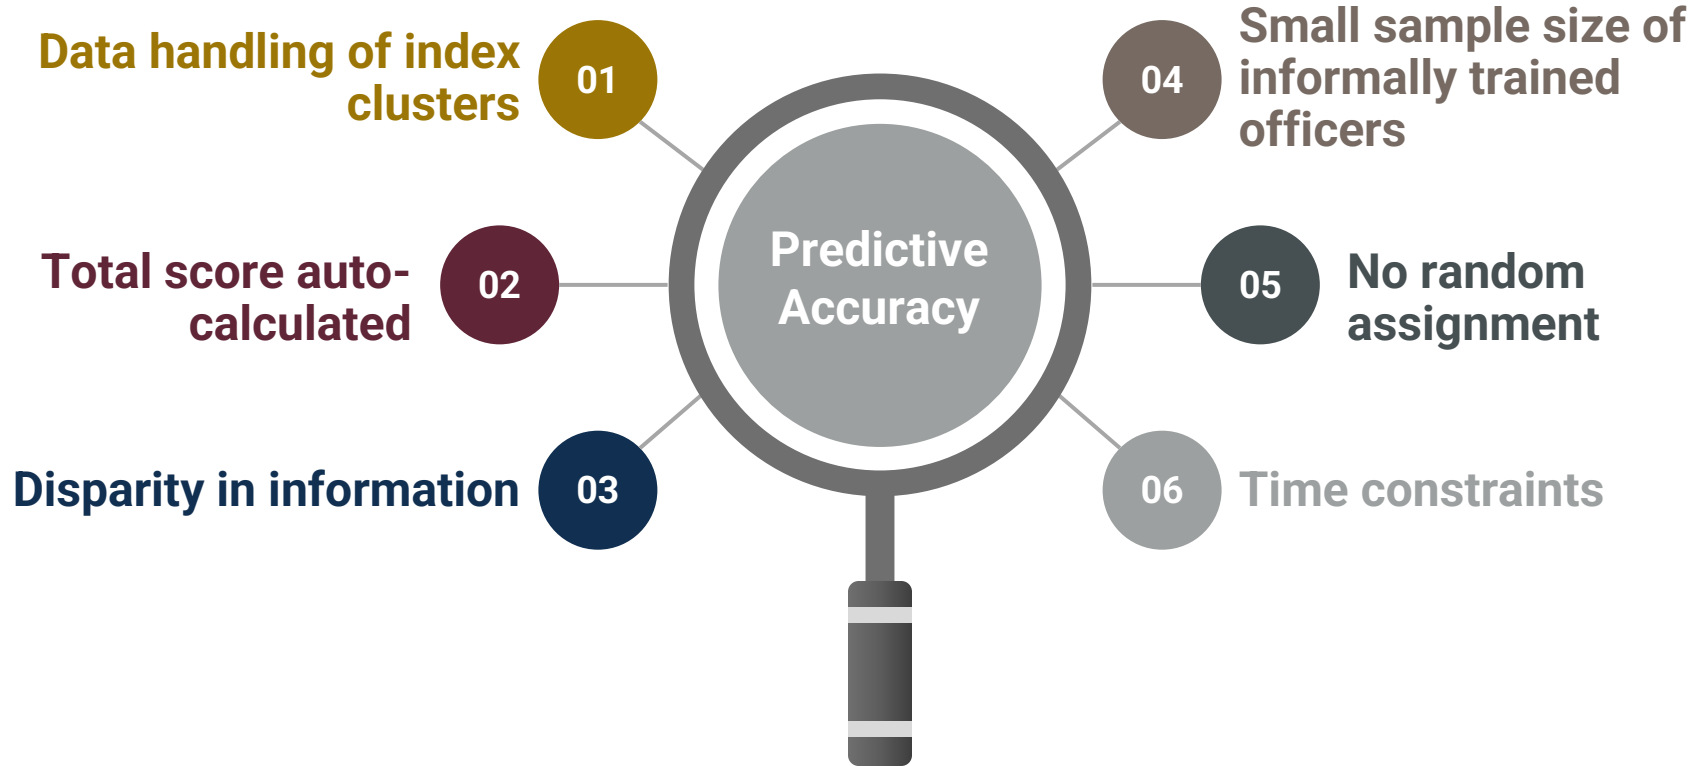 Data handling of index
clusters
01
Total score auto-
calculated
02
Disparity in information
03
Predictive
Accuracy
04
Small sample size of
informally trained
officers
05
No random
assignment
06
Time constraints